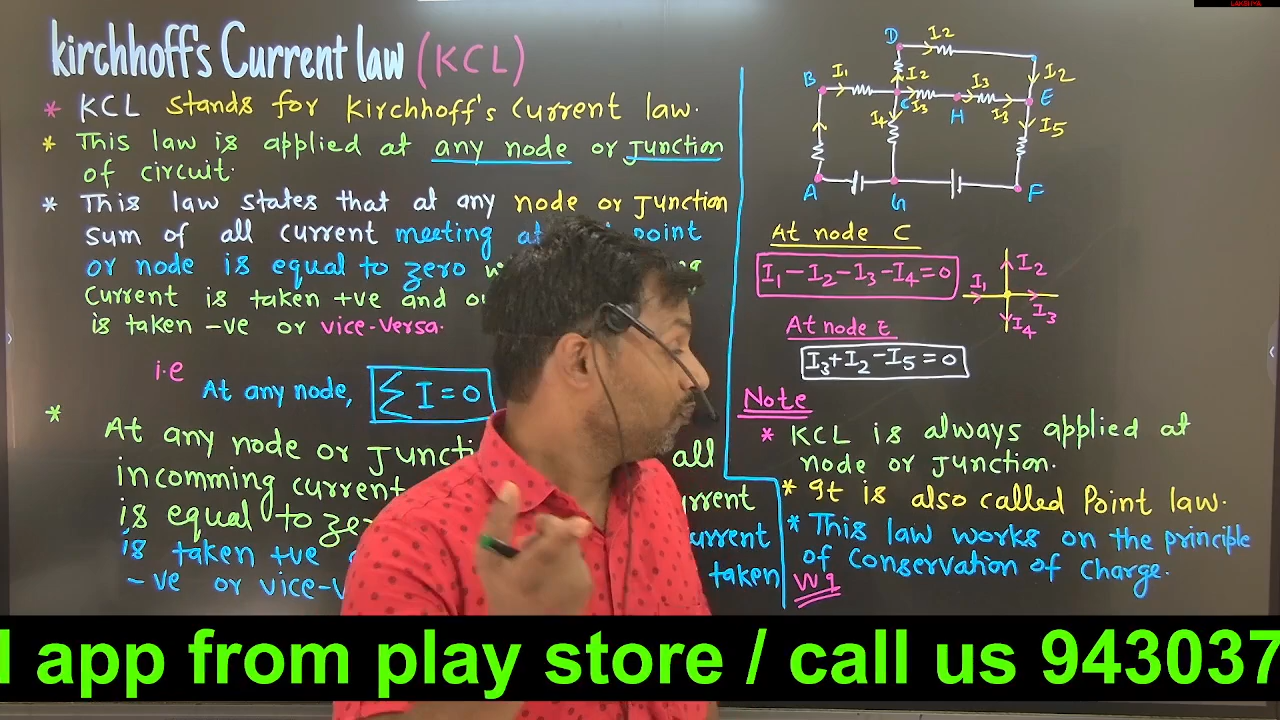 LAKSHYA
kirchhoff's Current law (KCL)
* KCL stands for Kirchhoff's Current law.
* This law is applied at any node or junction
of circuit.
* This law states that at any node or junction
sum of all current meeting at point
or node is equal to zero
current is taken +ve and
is taken -ve or vice-versa.
i.e
At any node, ∑ I = 0
* At any node or junction all
incomming current current
is equal to zero current
is taken +ve taken
-ve or vice-v
D I2
B I1 I2 I3 I3 I2
C I3 H I3 E
I4 I5
A G F
At node C
I1 - I2 - I3 - I4 = 0
I1 I2 I3 I4
At node E
I3 + I2 - I5 = 0
Note
* KCL is always applied at
node or junction.
* It is also called Point law.
* This law works on the principle
of conservation of charge.
app from play store / call us 943037